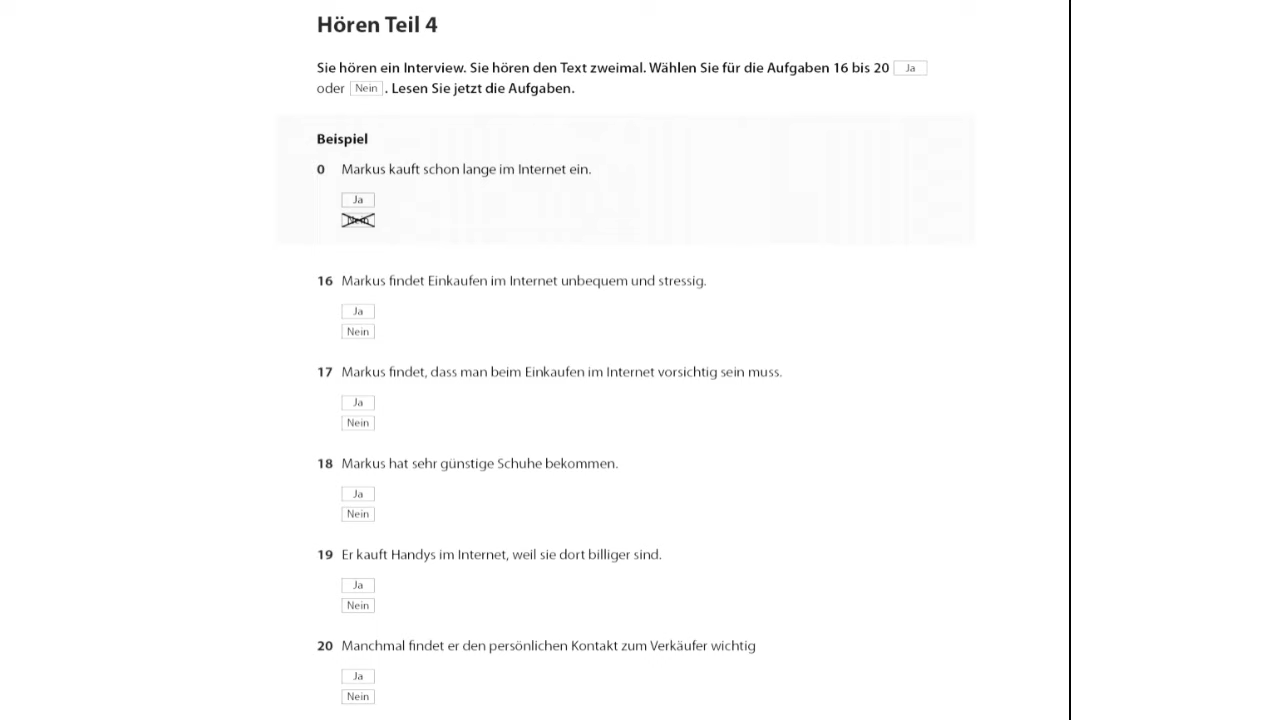 Hören Teil 4
Sie hören ein Interview. Sie hören den Text zweimal. Wählen Sie für die Aufgaben 16 bis 20 Ja
oder Nein. Lesen Sie jetzt die Aufgaben.
Beispiel
0 Markus kauft schon lange im Internet ein.
Ja
Nein
16 Markus findet Einkaufen im Internet unbequem und stressig.
Ja
Nein
17 Markus findet, dass man beim Einkaufen im Internet vorsichtig sein muss.
Ja
Nein
18 Markus hat sehr günstige Schuhe bekommen.
Ja
Nein
19 Er kauft Handys im Internet, weil sie dort billiger sind.
Ja
Nein
20 Manchmal findet er den persönlichen Kontakt zum Verkäufer wichtig
Ja
Nein